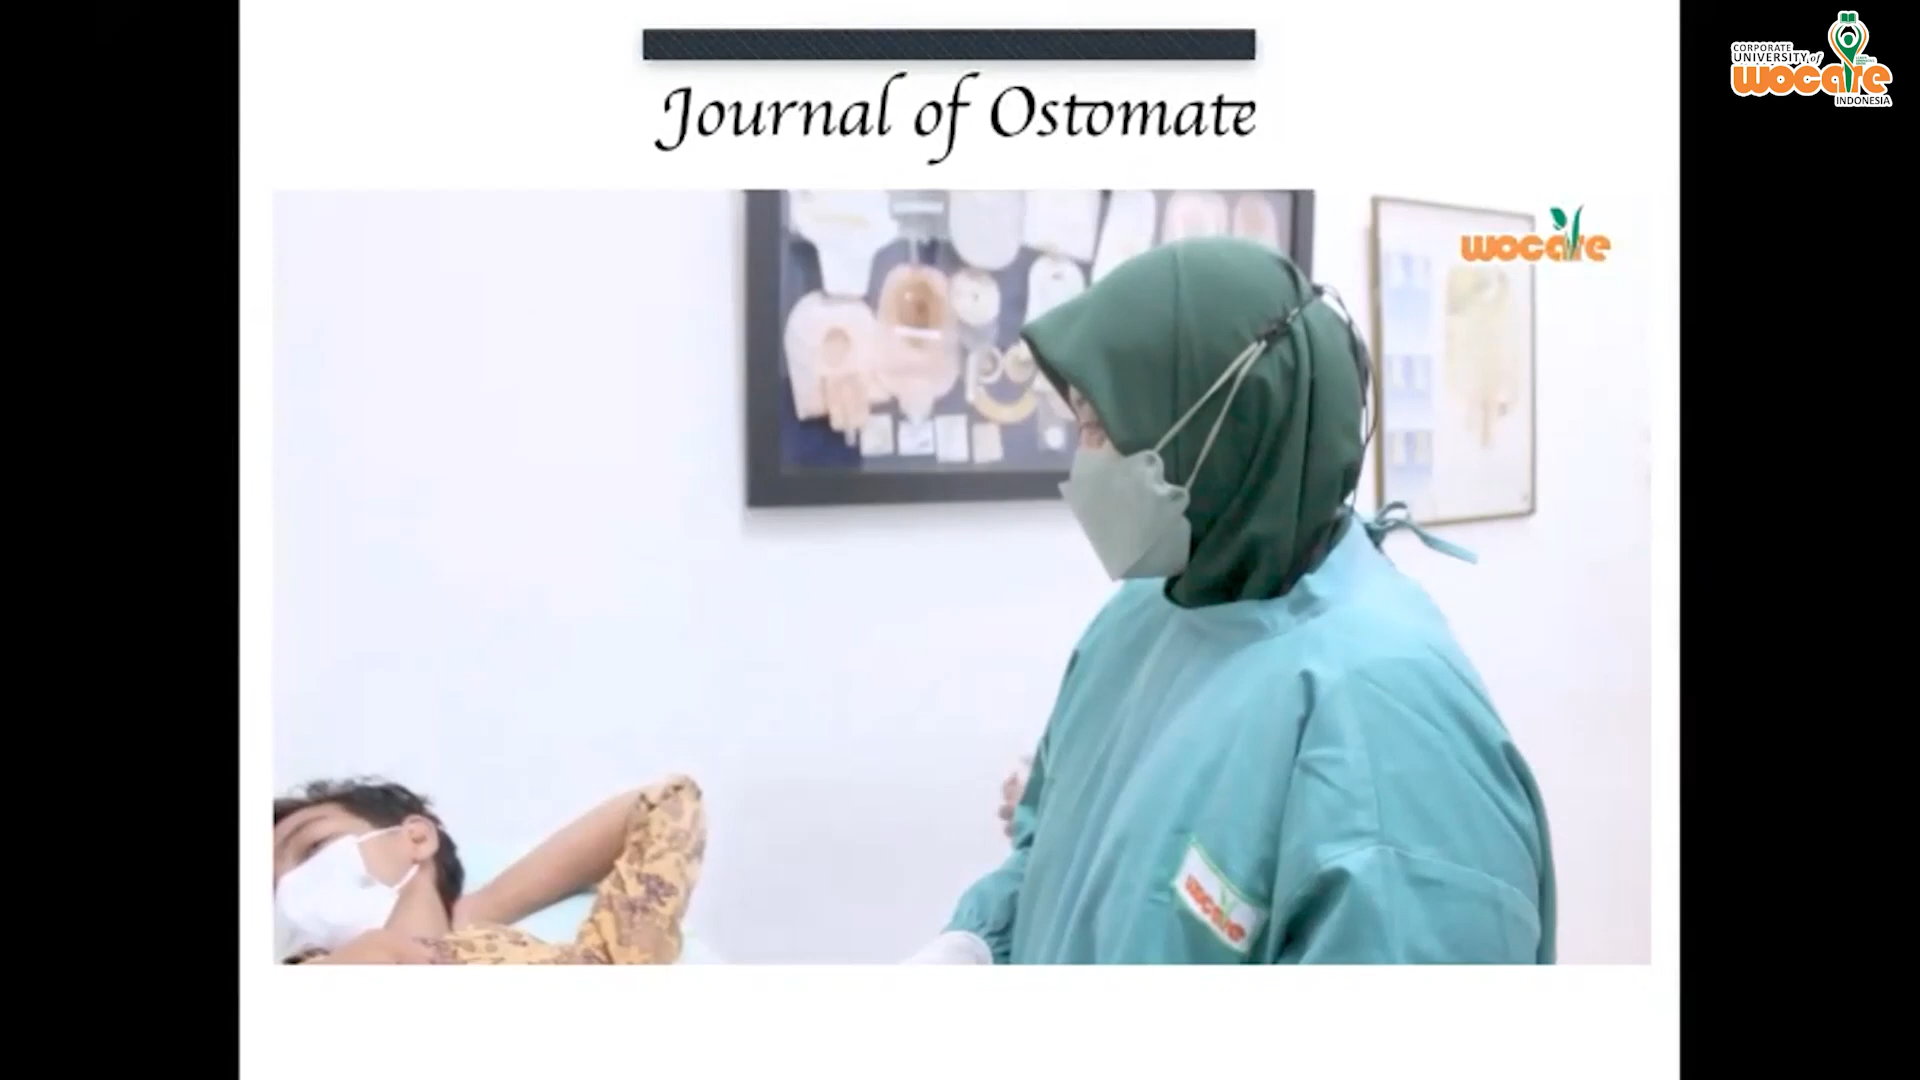 Journal of Ostomate
CORPORATE
UNIVERSITY of
wocare
INDONESIA
wocare
wocare